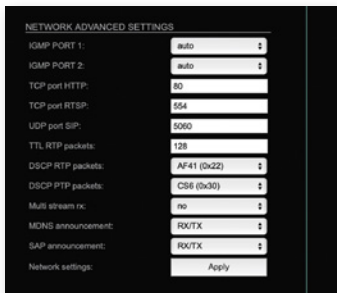 NETWORK ADVANCED SETTINGS
IGMP PORT 1: auto
IGMP PORT 2: auto
TCP port HTTP: 80
TCP port RTSP: 554
UDP port SIP: 5060
TTL RTP packets: 128
DSCP RTP packets: AF41 (0x22)
DSCP PTP packets: CS6 (0x30)
Multi stream rx: no
MDNS announcement: RX/TX
SAP announcement: RX/TX
Network settings: Apply